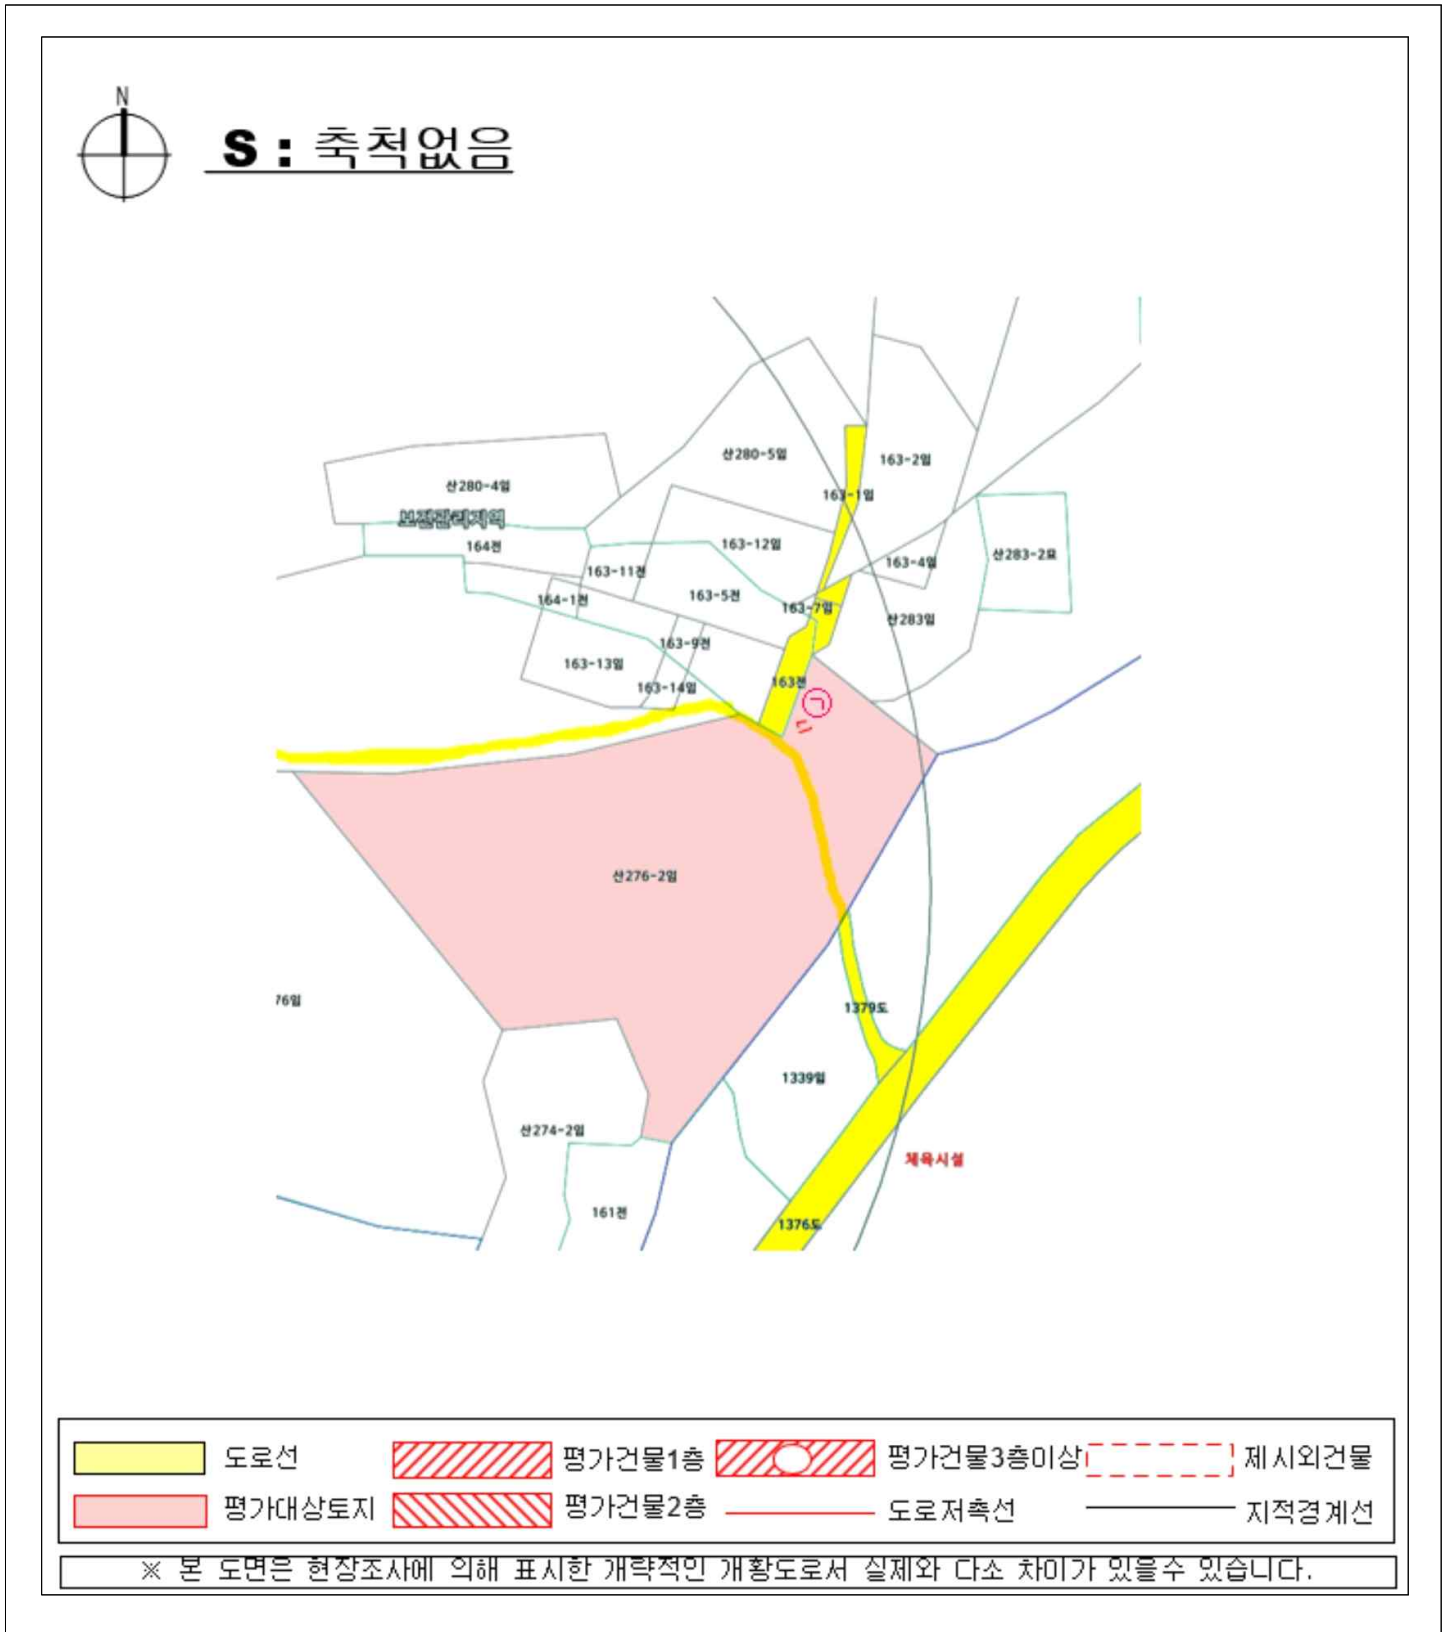 N
S : 축척없음
산280-5임
163-2임
산280-4임
163-1임
보전관리지역
164전
163-12임
163-4임
산283-2묘
163-11전
164-1전
163-5전
163-7임
산283임
163-9전
163-13임
163-14임
163전
ㄱ
산276-2임
76임
1379도
1339임
산274-2임
체육시설
161전
1376도
도로선
평가건물1층
평가건물3층이상
제시외건물
평가대상토지
평가건물2층
도로저촉선
지적경계선
※ 본 도면은 현장조사에 의해 표시한 개략적인 개황도로서 실제와 다소 차이가 있을수 있습니다.